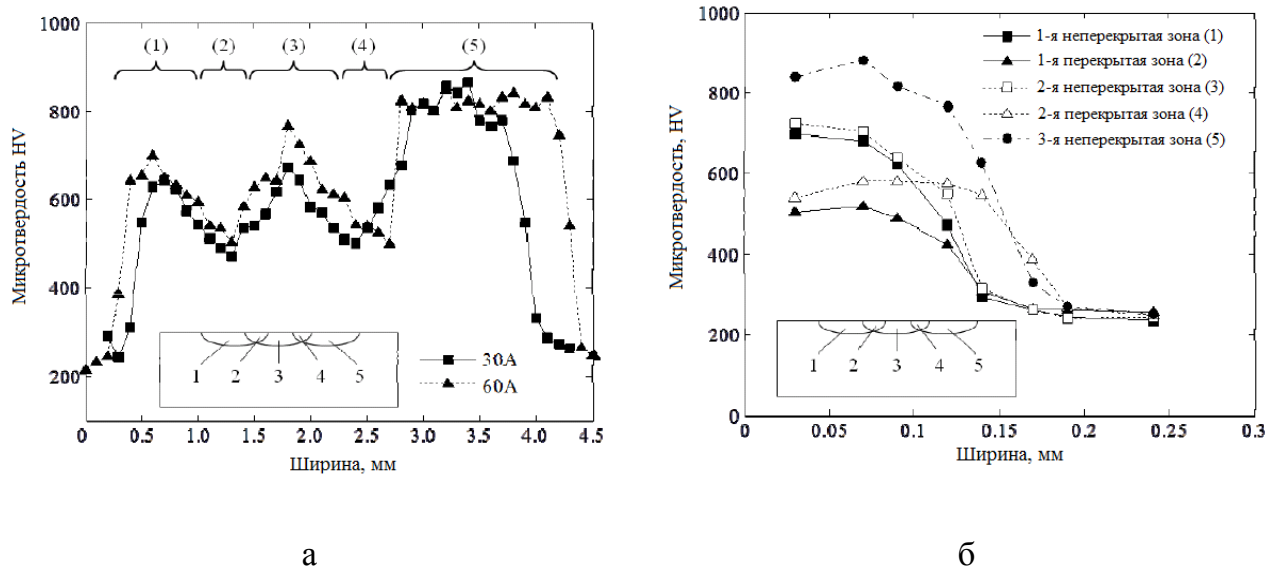 1000
800
600
400
200
Микротвердость HV
(1)
(2)
(3)
(4)
(5)
1 2 3 4 5
30A
60A
0 0.5 1.0 1.5 2.0 2.5 3.0 3.5 4.0 4.5
Ширина, мм
а
1000
800
600
400
200
0
Микротвердость, HV
1-я неперекрытая зона (1)
1-я перекрытая зона (2)
2-я неперекрытая зона (3)
2-я перекрытая зона (4)
3-я неперекрытая зона (5)
1 2 3 4 5
0 0.05 0.1 0.15 0.2 0.25 0.3
Ширина, мм
б